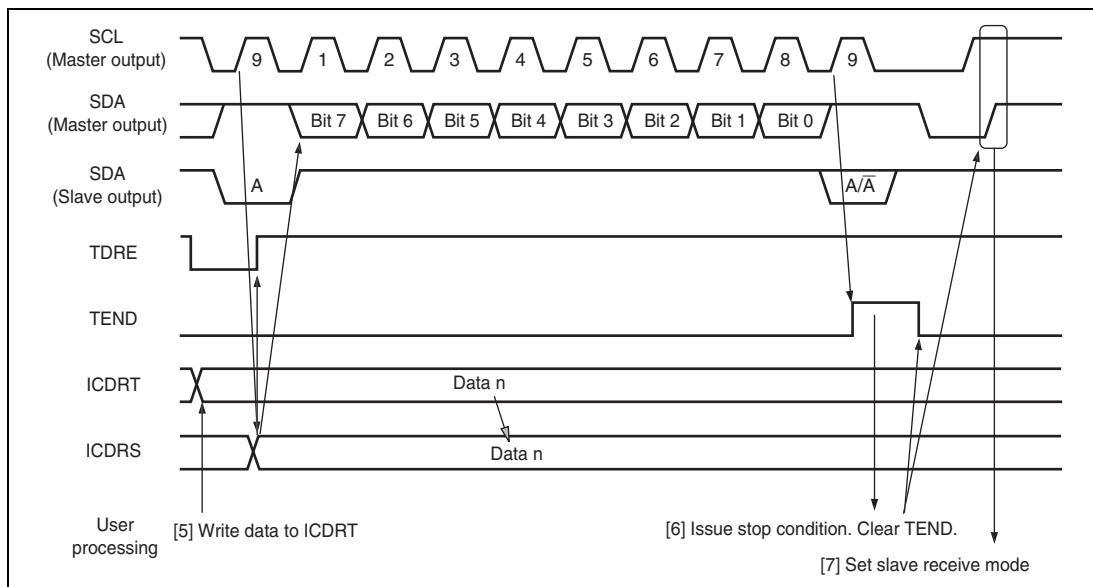 SCL
(Master output)
9 1 2 3 4 5 6 7 8 9
SDA
(Master output)
Bit 7 Bit 6 Bit 5 Bit 4 Bit 3 Bit 2 Bit 1 Bit 0
SDA
(Slave output)
A A/A̅
TDRE
TEND
ICDRT
Data n
ICDRS
Data n
User
processing
[5] Write data to ICDRT
[6] Issue stop condition. Clear TEND.
[7] Set slave receive mode